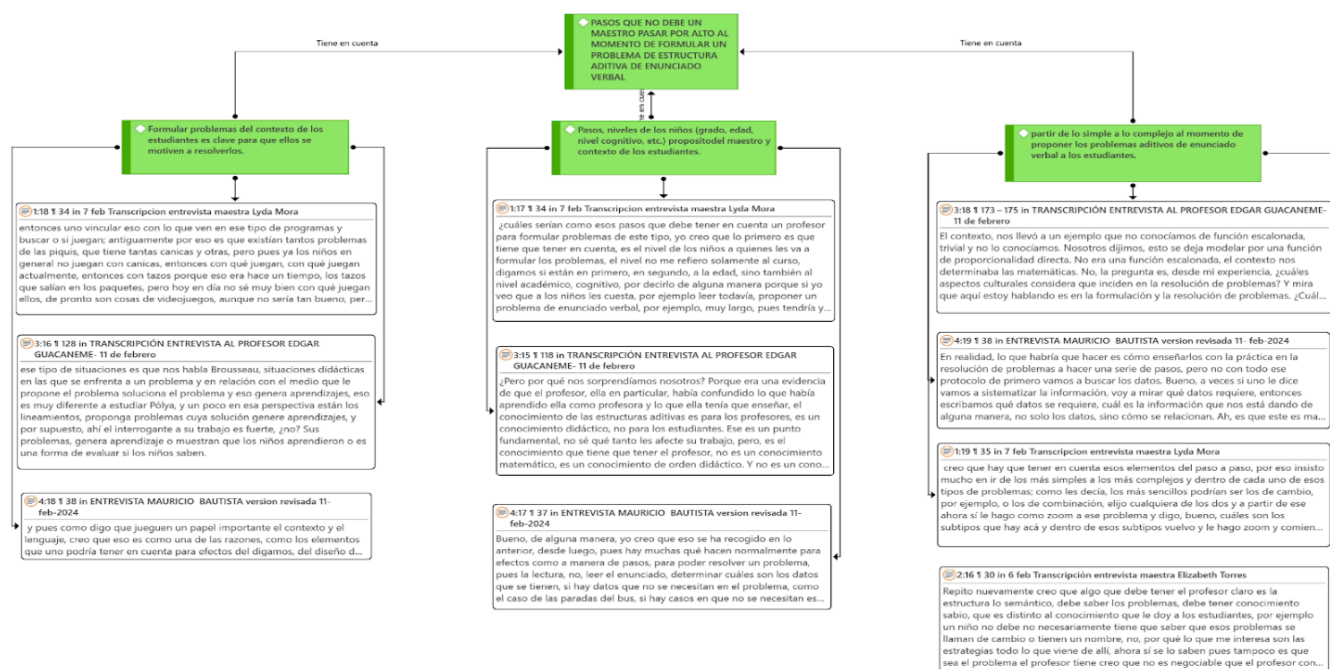 PASOS QUE NO DEBE UN
MAESTRO PASAR POR ALTO AL
MOMENTO DE FORMULAR UN
PROBLEMA DE ESTRUCTURA
ADITIVA DE ENUNCIADO
VERBAL
Tiene en cuenta
Tiene en cuenta
Formular problemas del contexto de los
estudiantes es clave para que ellos se
motiven a resolverlos.
1:18 ¶ 34 in 7 feb Transcripcion entrevista maestra Lyda Mora
entonces uno vincular eso con lo que ven en ese tipo de programas y
buscar o si juegan; antiguamente por eso es que existían tantos problemas
de las piquis, que tiene tantas canicas y otras, pero pues ya los niños en
general no juegan con canicas, entonces con qué juegan, con qué juegan
actualmente, entonces con tazos porque eso era hace un tiempo, los tazos
que salían en los paquetes, pero hoy en día no sé muy bien con qué juegan
ellos, de pronto son cosas de videojuegos, aunque no sería tan bueno, per...
3:16 ¶ 128 in TRANSCRIPCIÓN ENTREVISTA AL PROFESOR EDGAR
GUACANEME- 11 de febrero
ese tipo de situaciones es que nos habla Brousseau, situaciones didácticas
en las que se enfrenta a un problema y en relación con el medio que le
propone el problema soluciona el problema y eso genera aprendizajes, eso
es muy diferente a estudiar Pólya, y un poco en esa perspectiva están los
lineamientos, proponga problemas cuya solución genere aprendizajes, y
por supuesto, ahí el interrogante a su trabajo es fuerte, ¿no? Sus
problemas, genera aprendizaje o muestran que los niños aprendieron o es
una forma de evaluar si los niños saben.
4:18 ¶ 38 in ENTREVISTA MAURICIO BAUTISTA version revisada 11-
feb-2024
y pues como digo que jueguen un papel importante el contexto y el
lenguaje, creo que eso es como una de las razones, como los elementos
que uno podría tener en cuenta para efectos del digamos, del diseño d...
Pasos, niveles de los niños (grado, edad,
nivel cognitivo, etc.) propositodel maestro y
contexto de los estudiantes.
1:17 ¶ 34 in 7 feb Transcripcion entrevista maestra Lyda Mora
¿cuáles serían como esos pasos que debe tener en cuenta un profesor
para formular problemas de este tipo, yo creo que lo primero es que
tiene que tener en cuenta, es el nivel de los niños a quienes les va a
formular los problemas, el nivel no me refiero solamente al curso,
digamos si están en primero, en segundo, a la edad, sino también al
nivel académico, cognitivo, por decirlo de alguna manera porque si yo
veo que a los niños les cuesta, por ejemplo leer todavía, proponer un
problema de enunciado verbal, por ejemplo, muy largo, pues tendría y...
3:15 ¶ 118 in TRANSCRIPCIÓN ENTREVISTA AL PROFESOR EDGAR
GUACANEME- 11 de febrero
¿Pero por qué nos sorprendíamos nosotros? Porque era una evidencia
de que el profesor, ella en particular, había confundido lo que había
aprendido ella como profesora y lo que ella tenía que enseñar, el
conocimiento de las estructuras aditivas es para los profesores, es un
conocimiento didáctico, no para los estudiantes. Ese es un punto
fundamental, no sé qué tanto les afecte su trabajo, pero, es el
conocimiento que tiene que tener el profesor, no es un conocimiento
matemático, es un conocimiento de orden didáctico. Y no es un cono...
4:17 ¶ 37 in ENTREVISTA MAURICIO BAUTISTA version revisada 11-
feb-2024
Bueno, de alguna manera, yo creo que eso se ha recogido en lo
anterior, desde luego, pues hay muchas qué hacen normalmente para
efectos como a manera de pasos, para poder resolver un problema,
pues la lectura, no, leer el enunciado, determinar cuáles son los datos
que se tienen, si hay datos que no se necesitan en el problema, como
el caso de las paradas del bus, si hay casos en que no se necesitan es...
partir de lo simple a lo complejo al momento de
proponer los problemas aditivos de enunciado
verbal a los estudiantes.
3:18 ¶ 173 – 175 in TRANSCRIPCIÓN ENTREVISTA AL PROFESOR EDGAR GUACANEME-
11 de febrero
El contexto, nos llevó a un ejemplo que no conocíamos de función escalonada,
trivial y no lo conocíamos. Nosotros dijimos, esto se deja modelar por una función
de proporcionalidad directa. No era una función escalonada, el contexto nos
determinaba las matemáticas. No, la pregunta es, desde mi experiencia, ¿cuáles
aspectos culturales considera que inciden en la resolución de problemas? Y mira
que aquí estoy hablando es en la formulación y la resolución de problemas. ¿Cuál...
4:19 ¶ 38 in ENTREVISTA MAURICIO BAUTISTA version revisada 11- feb-2024
En realidad, lo que habría que hacer es cómo enseñarlos con la práctica en la
resolución de problemas a hacer una serie de pasos, pero no con todo ese
protocolo de primero vamos a buscar los datos. Bueno, a veces si uno le dice
vamos a sistematizar la información, voy a mirar qué datos requiere, entonces
escribamos qué datos se requiere, cuál es la información que nos está dando de
alguna manera, no solo los datos, sino cómo se relacionan. Ah, es que este es ma...
1:19 ¶ 35 in 7 feb Transcripcion entrevista maestra Lyda Mora
creo que hay que tener en cuenta esos elementos del paso a paso, por eso insisto
mucho en ir de los más simples a los más complejos y dentro de cada uno de esos
tipos de problemas; como les decía, los más sencillos podrían ser los de cambio,
por ejemplo, o los de combinación, elijo cualquiera de los dos y a partir de ese
ahora sí le hago como zoom a ese problema y digo, bueno, cuáles son los
subtipos que hay acá y dentro de esos subtipos vuelvo y le hago zoom y comien...
2:16 ¶ 30 in 6 feb Transcripción entrevista maestra Elizabeth Torres
Repito nuevamente creo que algo que debe tener el profesor claro es la
estructura lo semántico, debe saber los problemas, debe tener conocimiento
sabio, que es distinto al conocimiento que le doy a los estudiantes, por ejemplo
un niño no debe no necesariamente tiene que saber que esos problemas se
llaman de cambio o tienen un nombre, no, por qué lo que me interesa son las
estrategias todo lo que viene de allí, ahora sí se lo saben pues tampoco es que
sea el problema el profesor tiene creo que no es negociable que el profesor con...